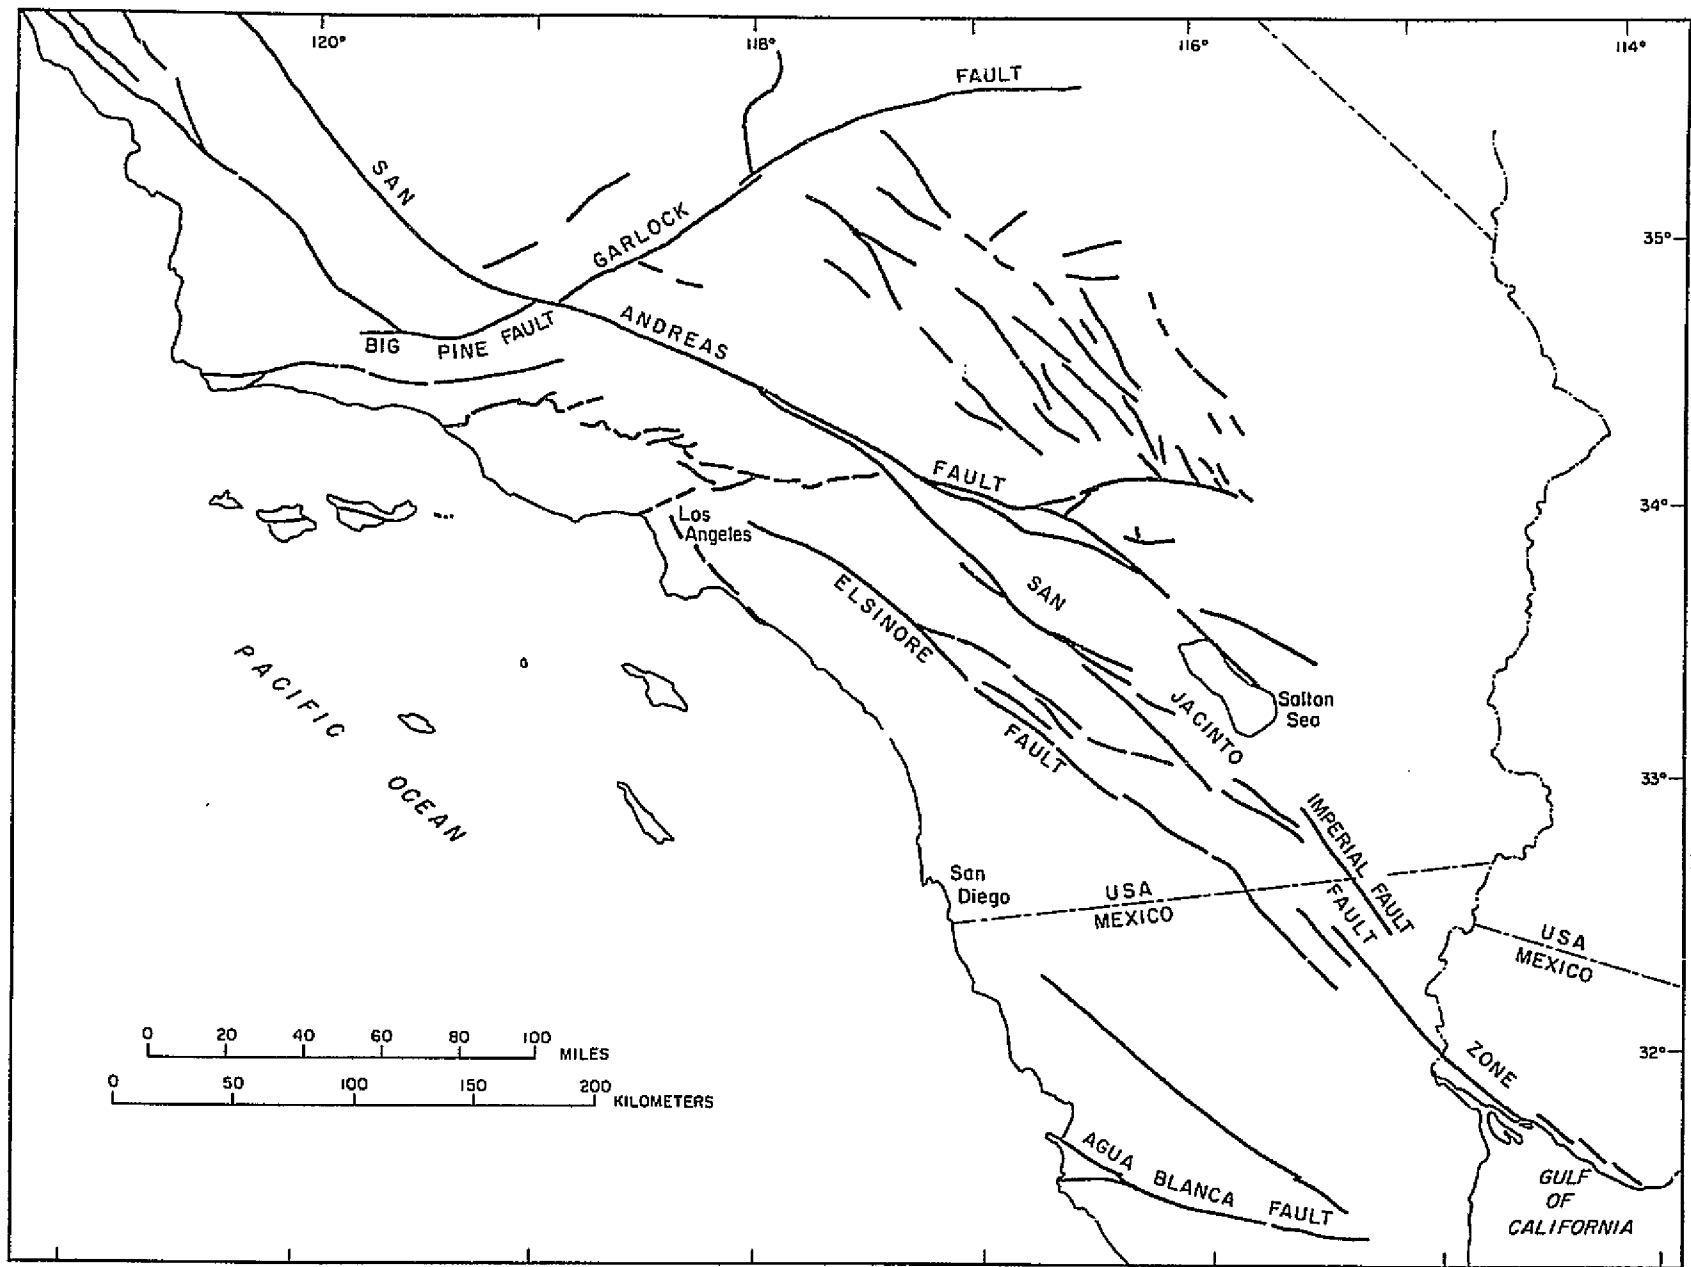 120°
118°
116°
114°
FAULT
SAN
GARLOCK
35°
ANDREAS
BIG PINE FAULT
FAULT
34°
Los
Angeles
ELSINORE
SAN
PACIFIC
OCEAN
Salton
Sea
JACINTO
FAULT
33°
IMPERIAL FAULT
San
Diego
USA
MEXICO
FAULT
USA
MEXICO
0 20 40 60 80 100 MILES
0 50 100 150 200 KILOMETERS
ZONE
32°
AGUA BLANCA FAULT
GULF
OF
CALIFORNIA